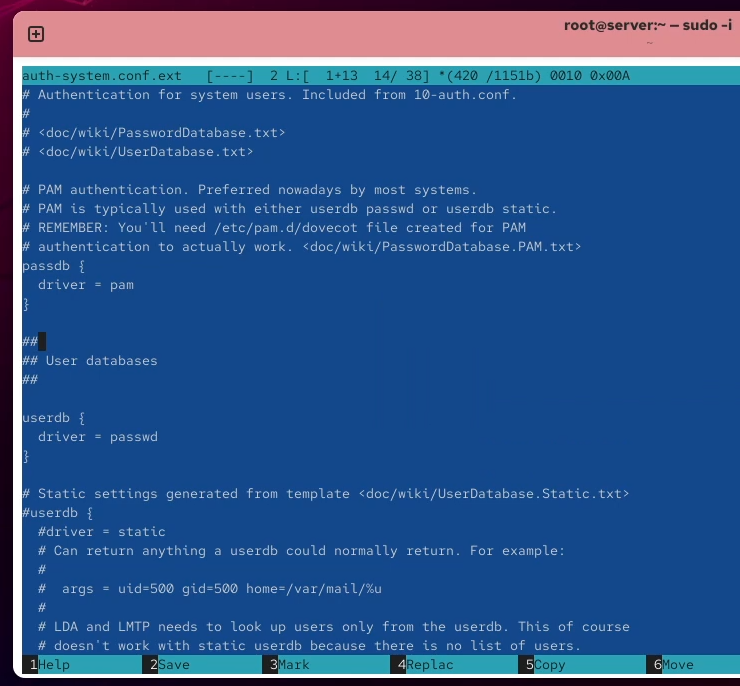 root@server:~ — sudo -i
~
auth-system.conf.ext   [----]  2 L:[  1+13  14/ 38] *(420 /1151b) 0010 0x00A
# Authentication for system users. Included from 10-auth.conf.
#
# <doc/wiki/PasswordDatabase.txt>
# <doc/wiki/UserDatabase.txt>

# PAM authentication. Preferred nowadays by most systems.
# PAM is typically used with either userdb passwd or userdb static.
# REMEMBER: You'll need /etc/pam.d/dovecot file created for PAM
# authentication to actually work. <doc/wiki/PasswordDatabase.PAM.txt>
passdb {
  driver = pam
}

##
## User databases
##

userdb {
  driver = passwd
}

# Static settings generated from template <doc/wiki/UserDatabase.Static.txt>
#userdb {
  #driver = static
  # Can return anything a userdb could normally return. For example:
  #
  #  args = uid=500 gid=500 home=/var/mail/%u
  #
  # LDA and LMTP needs to look up users only from the userdb. This of course
  # doesn't work with static userdb because there is no list of users.
1Help 2Save 3Mark 4Replac 5Copy 6Move